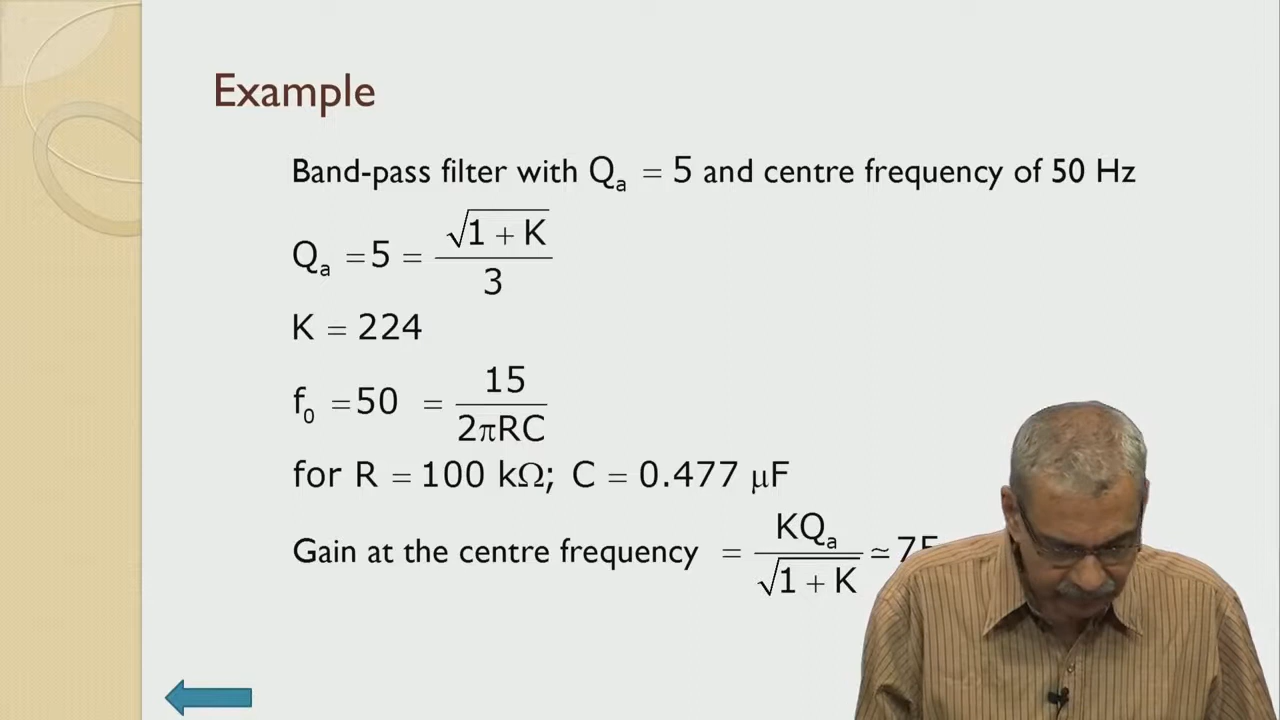 Example
Band-pass filter with Qₐ = 5 and centre frequency of 50 Hz
Qₐ = 5 = √(1 + K) / 3
K = 224
f₀ = 50 = 15 / 2πRC
for R = 100 kΩ; C = 0.477 μF
Gain at the centre frequency = KQₐ / √(1 + K) ≃